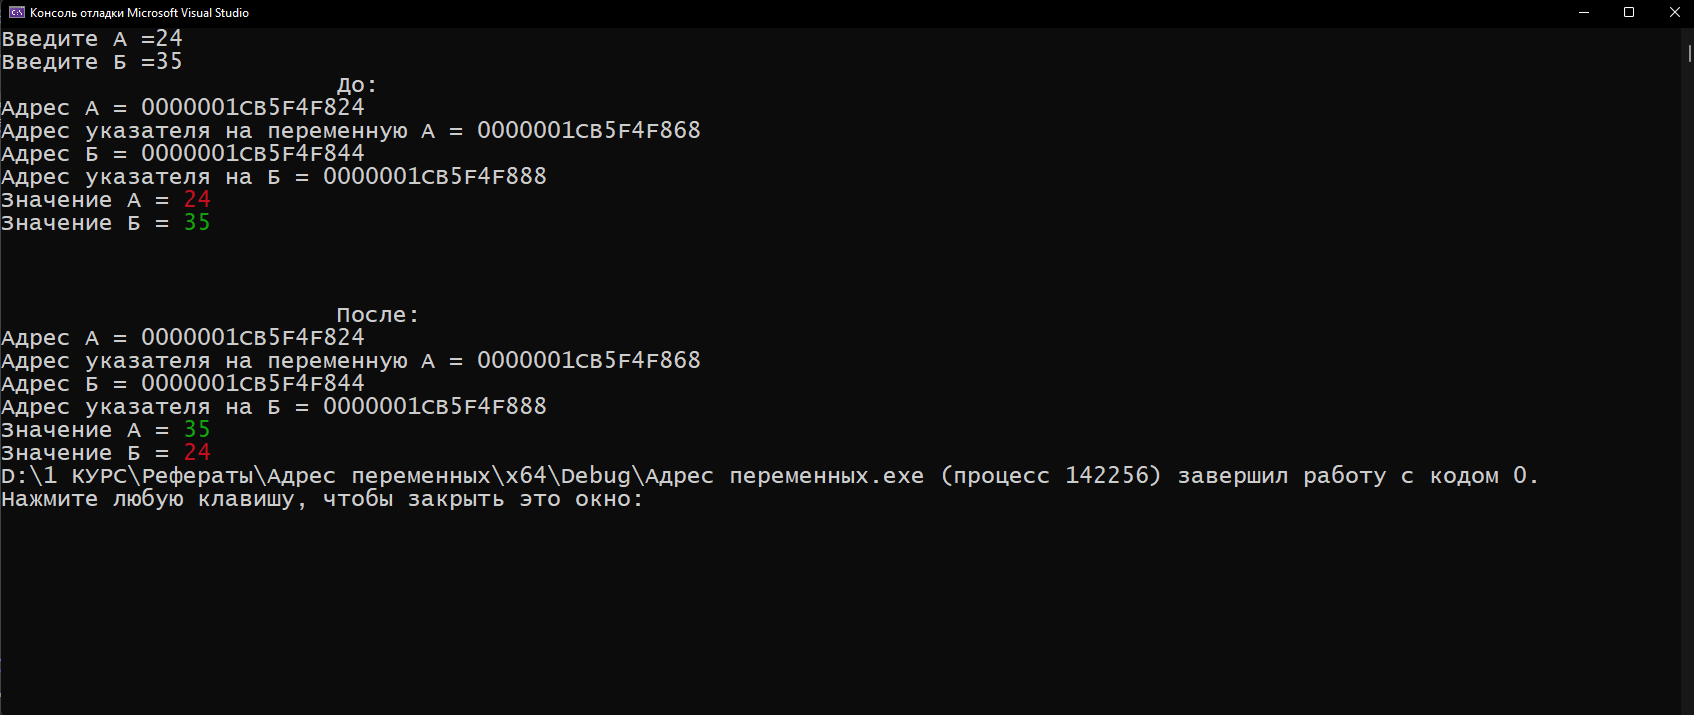 Консоль отладки Microsoft Visual Studio
Введите А =24
Введите Б =35
До:
Адрес А = 0000001CB5F4F824
Адрес указателя на переменную А = 0000001CB5F4F868
Адрес Б = 0000001CB5F4F844
Адрес указателя на Б = 0000001CB5F4F888
Значение А = 24
Значение Б = 35
После:
Адрес А = 0000001CB5F4F824
Адрес указателя на переменную А = 0000001CB5F4F868
Адрес Б = 0000001CB5F4F844
Адрес указателя на Б = 0000001CB5F4F888
Значение А = 35
Значение Б = 24
D:\1 КУРС\Рефераты\Адрес переменных\x64\Debug\Адрес переменных.exe (процесс 142256) завершил работу с кодом 0.
Нажмите любую клавишу, чтобы закрыть это окно: